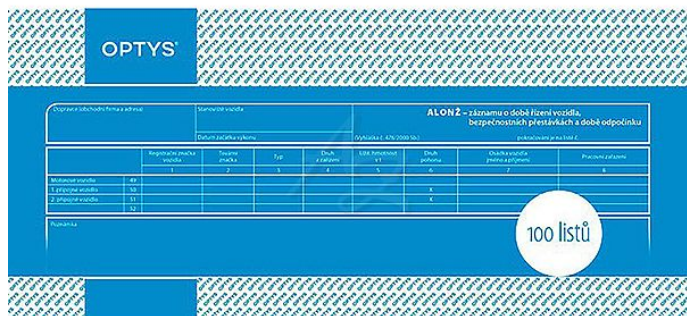 OPTYS
Dopravce (obchodní firma a adresa)
Stanoviště vozidla
ALONŽ – záznamu o době řízení vozidla,
bezpečnostních přestávkách a době odpočinku
Datum začátku výkonu
(Vyhláška č. 478/2000 Sb.)
pokračování je na listě č.
Registrační značka vozidla
Tovární značka
Typ
Druh a zařízení
Druh pohonu
Osádka vozidla jméno a příjmení
Pracovní zařazení
1 2 3 4 5 6 7 8
Motorové vozidlo 49
1. přípojné vozidlo 50 X
2. přípojné vozidlo 51 X
52
Poznámka
100 listů